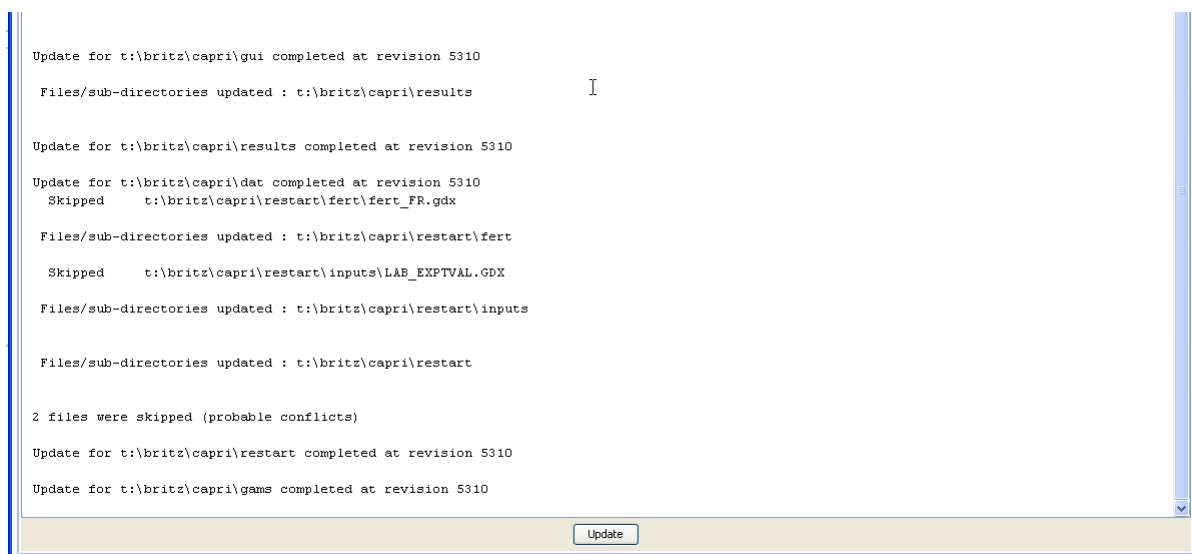 Update for t:\britz\capri\gui completed at revision 5310
Files/sub-directories updated : t:\britz\capri\results
Update for t:\britz\capri\results completed at revision 5310
Update for t:\britz\capri\dat completed at revision 5310
Skipped t:\britz\capri\restart\fert\fert_FR.gdx
Files/sub-directories updated : t:\britz\capri\restart\fert
Skipped t:\britz\capri\restart\inputs\LAB_EXPTVAL.GDX
Files/sub-directories updated : t:\britz\capri\restart\inputs
Files/sub-directories updated : t:\britz\capri\restart
2 files were skipped (probable conflicts)
Update for t:\britz\capri\restart completed at revision 5310
Update for t:\britz\capri\gams completed at revision 5310
Update